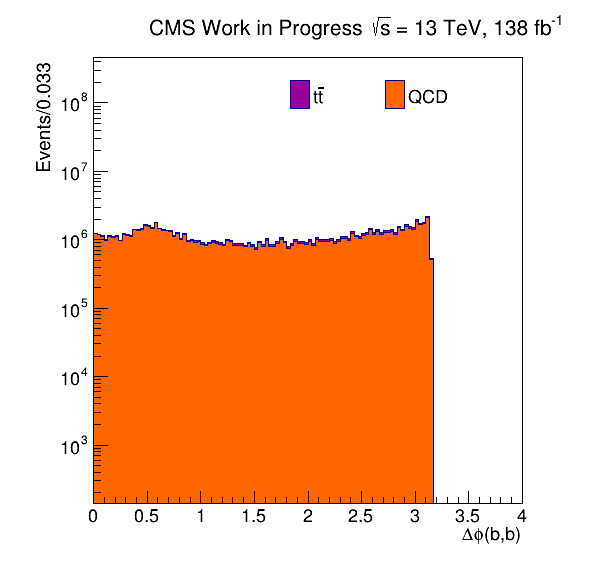 CMS Work in Progress √s = 13 TeV, 138 fb⁻¹
Events/0.033
tt̄
QCD
10⁸
10⁷
10⁶
10⁵
10⁴
10³
0 0.5 1 1.5 2 2.5 3 3.5 4
Δϕ(b,b)